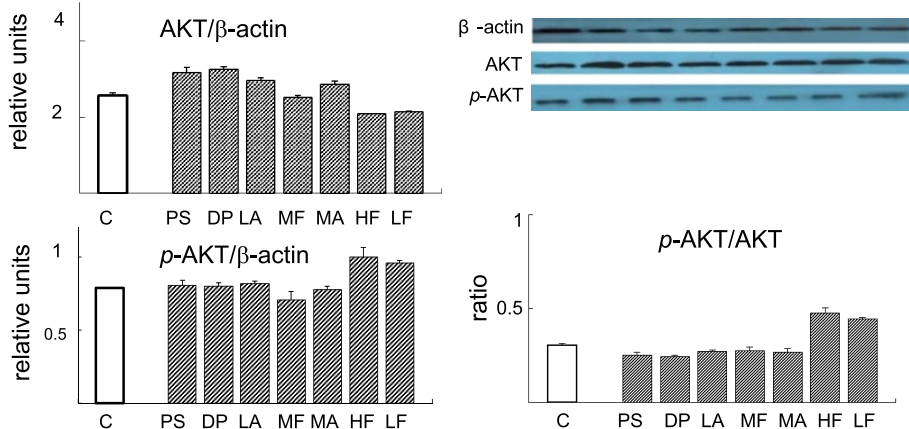 AKT/β-actin
relative units
4
2
C PS DP LA MF MA HF LF
β -actin
AKT
p-AKT
p-AKT/β-actin
relative units
1
0.5
C PS DP LA MF MA HF LF
p-AKT/AKT
ratio
1
0.5
C PS DP LA MF MA HF LF